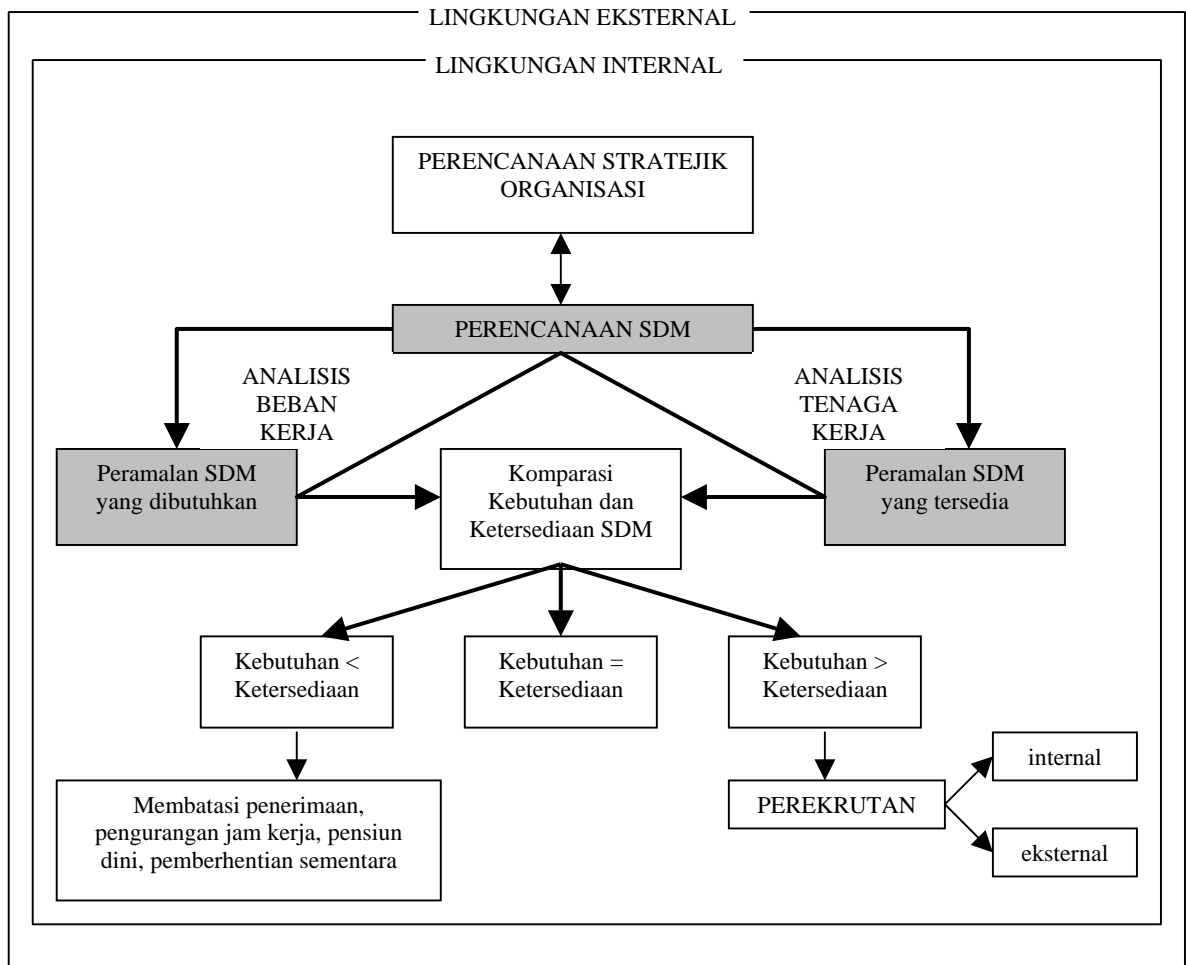 LINGKUNGAN EKSTERNAL
LINGKUNGAN INTERNAL
PERENCANAAN STRATEJIK
ORGANISASI
PERENCANAAN SDM
ANALISIS
BEBAN
KERJA
ANALISIS
TENAGA
KERJA
Peramalan SDM
yang dibutuhkan
Komparasi
Kebutuhan dan
Ketersediaan SDM
Peramalan SDM
yang tersedia
Kebutuhan <
Ketersediaan
Kebutuhan =
Ketersediaan
Kebutuhan >
Ketersediaan
Membatasi penerimaan,
pengurangan jam kerja, pensiun
dini, pemberhentian sementara
PEREKRUTAN
internal
eksternal